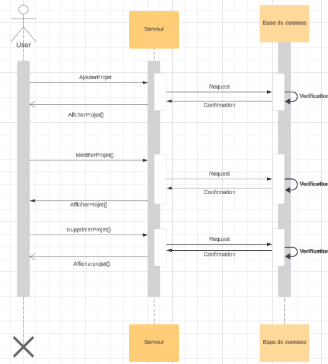 Serveur
Base de donnees
User
AjouterProjet
Request
Verification
Confirmation
AfficherProjet()
ModifierProjet()
Request
Verification
Confirmation
AfficherProjet()
SupprimerProjet()
Request
Confirmation
Verification
Afficherprojet()
Serveur
Base de donnees